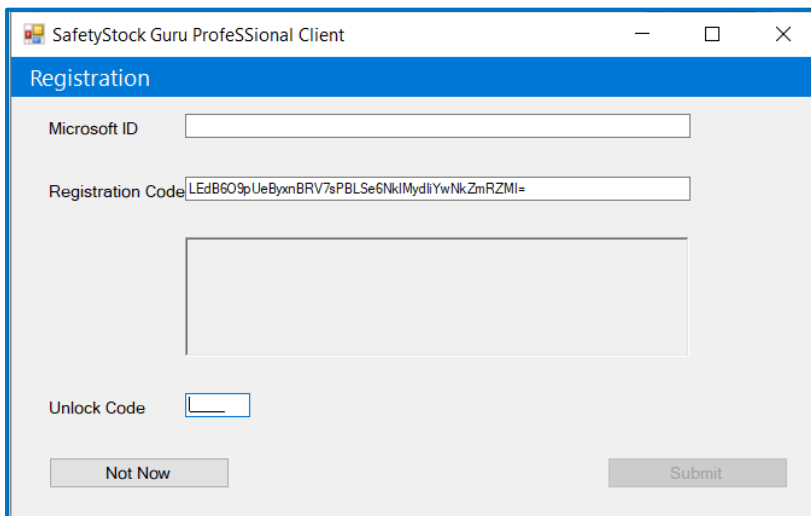 SafetyStock Guru ProfeSSional Client
Registration
Microsoft ID
Registration Code LEdB6O9pUeByxnBRV7sPBLSe6NklMydIiYwNkZmRZMI=
Unlock Code
Not Now Submit